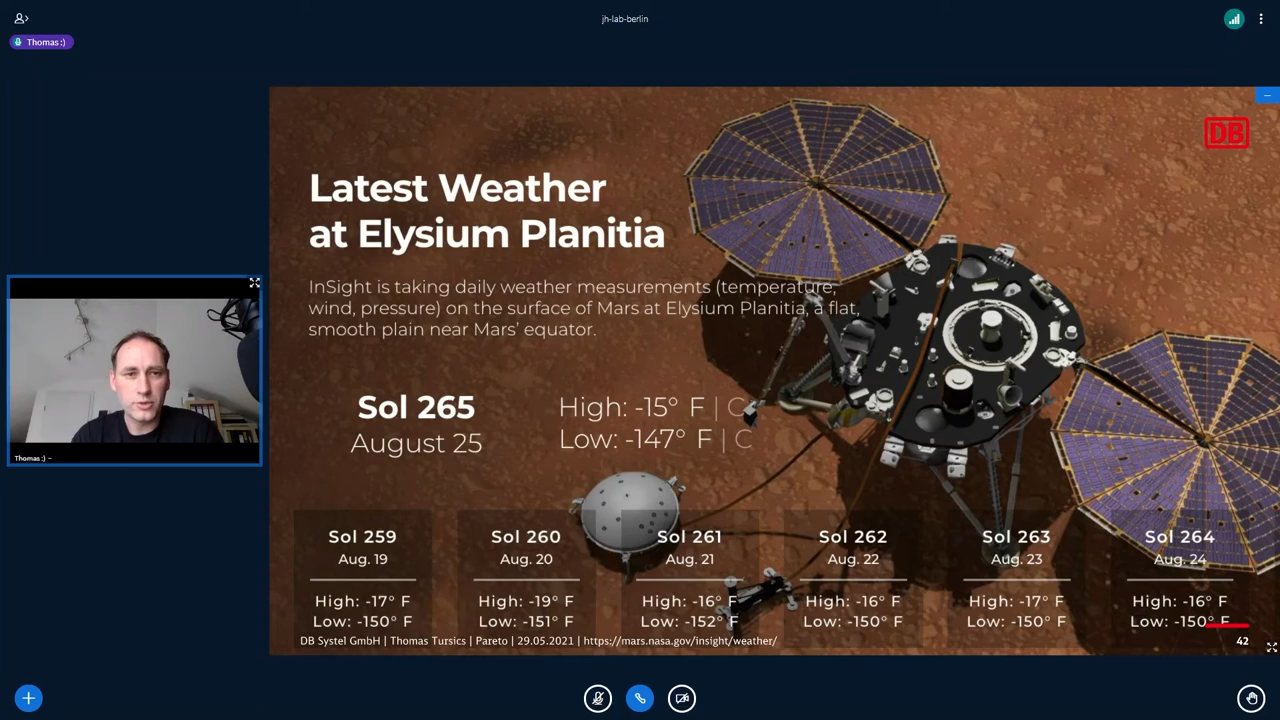 jh-lab-berlin
Thomas :)
DB
Latest Weather
at Elysium Planitia
InSight is taking daily weather measurements (temperature,
wind, pressure) on the surface of Mars at Elysium Planitia, a flat,
smooth plain near Mars' equator.
Sol 265
August 25
High: -15° F | C
Low: -147° F | C
Thomas :)
Sol 259
Aug. 19
High: -17° F
Low: -150° F
Sol 260
Aug. 20
High: -19° F
Low: -151° F
Sol 261
Aug. 21
High: -16° F
Low: -152° F
Sol 262
Aug. 22
High: -16° F
Low: -150° F
Sol 263
Aug. 23
High: -17° F
Low: -150° F
Sol 264
Aug. 24
High: -16° F
Low: -150° F
DB Systel GmbH | Thomas Tursics | Pareto | 29.05.2021 | https://mars.nasa.gov/insight/weather/
42